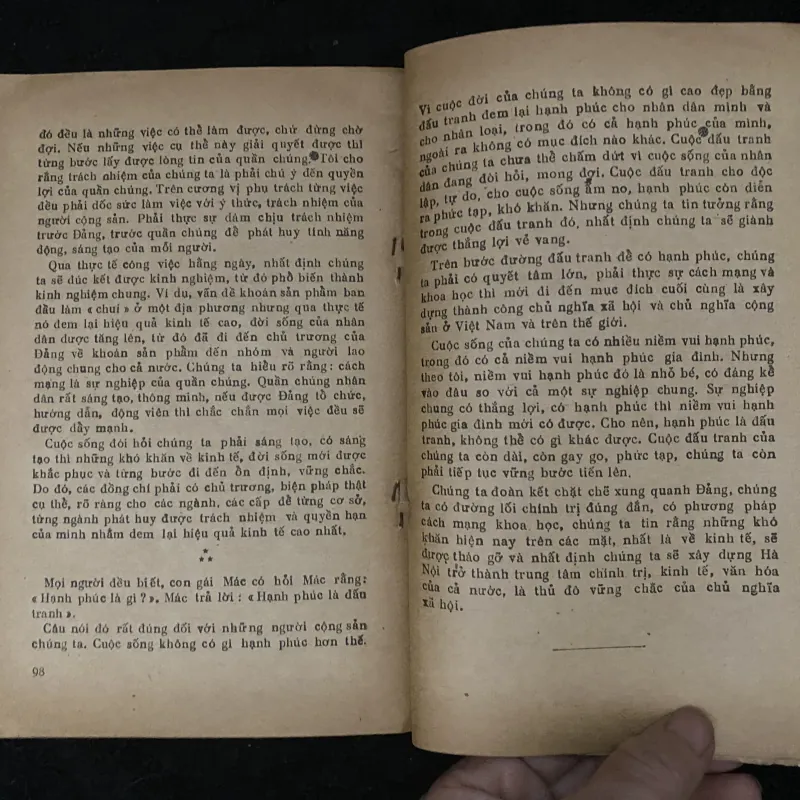 đó đều là những việc có thể làm được, chứ đừng chờ
đợi. Nếu những việc cụ thể này giải quyết được thì
từng bước lấy được lòng tin của quần chúng. Tôi cho
rằng trách nhiệm của chúng ta là phải chú ý đến quyền
lợi của quần chúng. Trên cương vị phụ trách từng việc
đều phải dốc sức làm việc với ý thức, trách nhiệm của
người cộng sản. Phải thực sự dám chịu trách nhiệm
trước Đảng, trước quần chúng để phát huy tính năng
động, sáng tạo của mỗi người.
Qua thực tế công việc hằng ngày, nhất định chúng
ta sẽ đúc kết được kinh nghiệm, từ đó phổ biến thành
kinh nghiệm chung. Ví dụ, vấn đề khoán sản phẩm ban
đầu làm « chui » ở một địa phương nhưng qua thực tế
nó đem lại hiệu quả kinh tế cao, đời sống của nhân
dân được tăng lên, từ đó đã đi đến chủ trương của
Đảng về khoán sản phẩm đến nhóm và người lao
động chung cho cả nước. Chúng ta hiểu rõ rằng : cách
mạng là sự nghiệp của quần chúng. Quần chúng nhân
dân rất sáng tạo, thông minh, nếu được Đảng tổ chức,
hướng dẫn, động viên thì chắc chắn mọi việc đều sẽ
được đẩy mạnh.
Cuộc sống đòi hỏi chúng ta phải sáng tạo, có sáng
tạo thì những khó khăn về kinh tế, đời sống mới được
khắc phục và từng bước đi đến ổn định, vững chắc.
Do đó, các đồng chí phải có chủ trương, biện pháp thật
cụ thể, rõ ràng cho các ngành, các cấp để từng cơ sở,
từng ngành phát huy được trách nhiệm và quyền hạn
của mình nhằm đem lại hiệu quả kinh tế cao nhất.
*
* *
Mọi người đều biết, con gái Mác có hỏi Mác rằng:
« Hạnh phúc là gì ? ». Mác trả lời : « Hạnh phúc là đấu
tranh ».
Câu nói đó rất đúng đối với những người cộng sản
chúng ta. Cuộc sống không có gì hạnh phúc hơn thế.
98
Vì cuộc đời của chúng ta không có gì cao đẹp bằng
đấu tranh đem lại hạnh phúc cho nhân dân mình và
cho nhân loại, trong đó có cả hạnh phúc của mình,
ngoài ra không có mục đích nào khác. Cuộc đấu tranh
của chúng ta chưa thể chấm dứt vì cuộc sống của nhân
dân đang đòi hỏi, mong đợi. Cuộc đấu tranh cho độc
lập, tự do, cho cuộc sống ấm no, hạnh phúc còn diễn
ra phức tạp, khó khăn. Nhưng chúng ta tin tưởng rằng
trong cuộc đấu tranh đó, nhất định chúng ta sẽ giành
được thắng lợi vẻ vang.
Trên bước đường đấu tranh để có hạnh phúc, chúng
ta phải có quyết tâm lớn, phải thực sự cách mạng và
khoa học thì mới đi đến mục đích cuối cùng là xây
dựng thành công chủ nghĩa xã hội và chủ nghĩa cộng
sản ở Việt Nam và trên thế giới.
Cuộc sống của chúng ta có nhiều niềm vui hạnh phúc,
trong đó có cả niềm vui hạnh phúc gia đình. Nhưng
theo tôi, niềm vui hạnh phúc đó là nhỏ bé, có đáng kể
vào đâu so với cả một sự nghiệp chung. Sự nghiệp
chung có thắng lợi, có hạnh phúc thì niềm vui hạnh
phúc gia đình mới có được. Cho nên, hạnh phúc là đấu
tranh, không thể có gì khác được. Cuộc đấu tranh của
chúng ta còn dài, còn gay go, phức tạp, chúng ta còn
phải tiếp tục vững bước tiến lên.
Chúng ta đoàn kết chặt chẽ xung quanh Đảng, chúng
ta có đường lối chính trị đúng đắn, có phương pháp
cách mạng khoa học, chúng ta tin rằng những khó
khăn hiện nay trên các mặt, nhất là về kinh tế, sẽ
được tháo gỡ và nhất định chúng ta sẽ xây dựng Hà
Nội trở thành trung tâm chính trị, kinh tế, văn hóa
của cả nước, là thủ đô vững chắc của chủ nghĩa
xã hội.